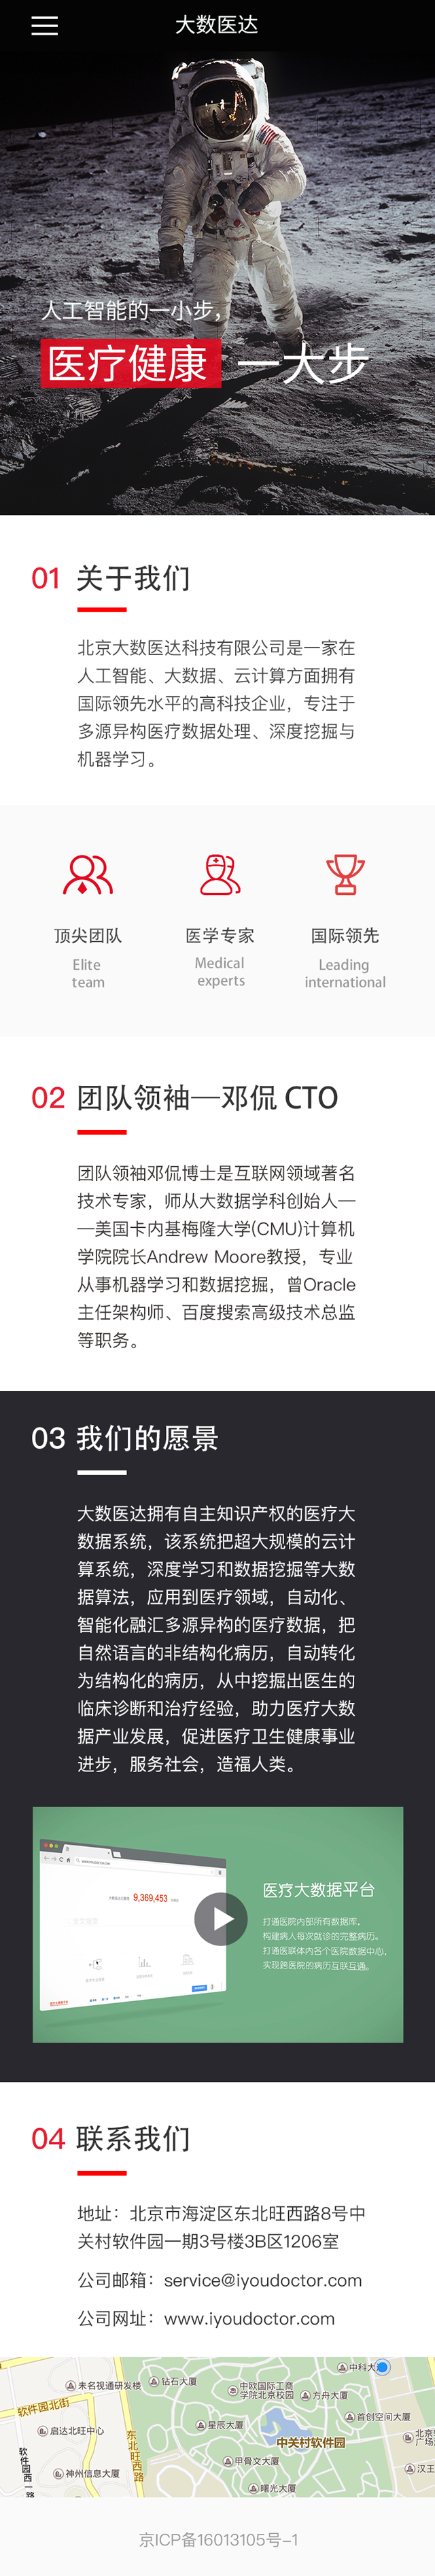 大数医达
人工智能的一小步，
医疗健康 一大步
01 关于我们
北京大数医达科技有限公司是一家在
人工智能、大数据、云计算方面拥有
国际领先水平的高科技企业，专注于
多源异构医疗数据处理、深度挖掘与
机器学习。
顶尖团队
Elite
team
医学专家
Medical
experts
国际领先
Leading
international
02 团队领袖—邓侃 CTO
团队领袖邓侃博士是互联网领域著名
技术专家，师从大数据学科创始人—
—美国卡内基梅隆大学(CMU)计算机
学院院长Andrew Moore教授，专业
从事机器学习和数据挖掘，曾Oracle
主任架构师、百度搜索高级技术总监
等职务。
03 我们的愿景
大数医达拥有自主知识产权的医疗大
数据系统，该系统把超大规模的云计
算系统，深度学习和数据挖掘等大数
据算法，应用到医疗领域，自动化、
智能化融汇多源异构的医疗数据，把
自然语言的非结构化病历，自动转化
为结构化的病历，从中挖掘出医生的
临床诊断和治疗经验，助力医疗大数
据产业发展，促进医疗卫生健康事业
进步，服务社会，造福人类。
9,369,453
医疗大数据平台
打通医院内部所有数据库。
构建病人每次就诊的完整病历。
打通医联体内各个医院数据中心，
实现跨医院的病历互联互通。
04 联系我们
地址：北京市海淀区东北旺西路8号中
关村软件园一期3号楼3B区1206室
公司邮箱：service@iyoudoctor.com
公司网址：www.iyoudoctor.com
中科大
未名视通研发楼
钻石大厦
中欧国际工商
学院北京校园
方舟大厦
软件园北街
启达北旺中心
星辰大厦
首创空间大厦
东北旺西路
中关村软件园
北京
广场
软件园西一路
神州信息大厦
甲骨文大厦
汉王
曙光大厦
京ICP备16013105号-1